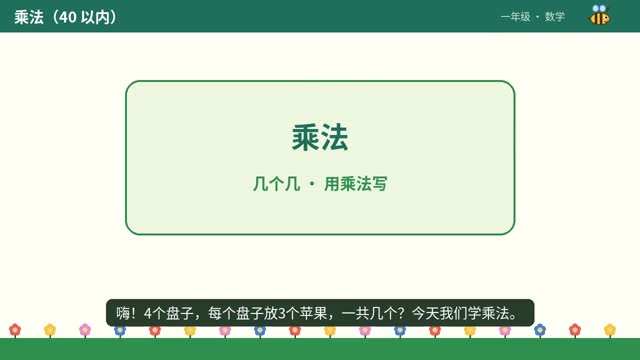 乘法（40 以内）
一年级 · 数学
乘法
几个几 · 用乘法写
嗨！4个盘子，每个盘子放3个苹果，一共几个？今天我们学乘法。